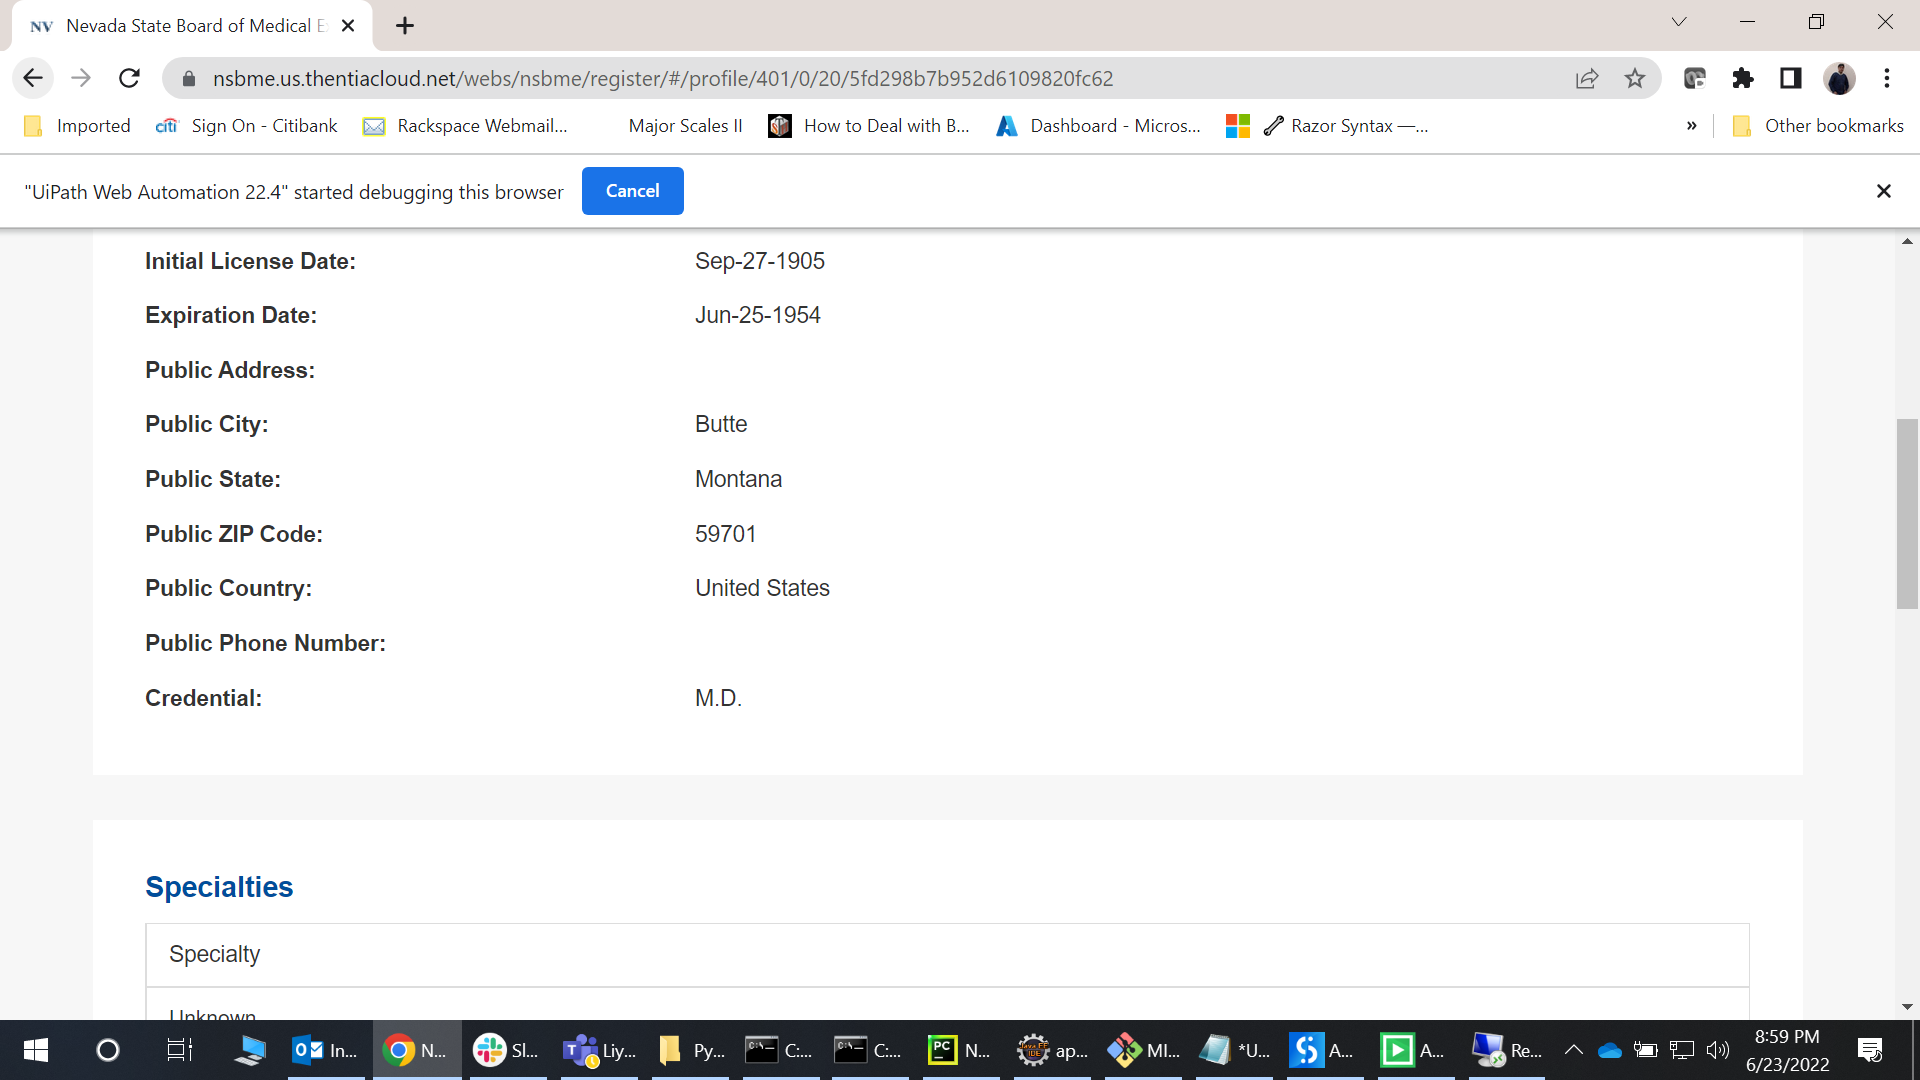 NV Nevada State Board of Medical E
nsbme.us.thentiacloud.net/webs/nsbme/register/#/profile/401/0/20/5fd298b7b952d6109820fc62
Imported citi Sign On - Citibank Rackspace Webmail... Major Scales II How to Deal with B... Dashboard - Micros... Razor Syntax —... » Other bookmarks
"UiPath Web Automation 22.4" started debugging this browser Cancel
Initial License Date: Sep-27-1905
Expiration Date: Jun-25-1954
Public Address:
Public City: Butte
Public State: Montana
Public ZIP Code: 59701
Public Country: United States
Public Phone Number:
Credential: M.D.
Specialties
Specialty
Unknown
In... N... Sl... Liy... Py... C:... C:... N... ap... MI... *U... A... A... Re... 8:59 PM
6/23/2022